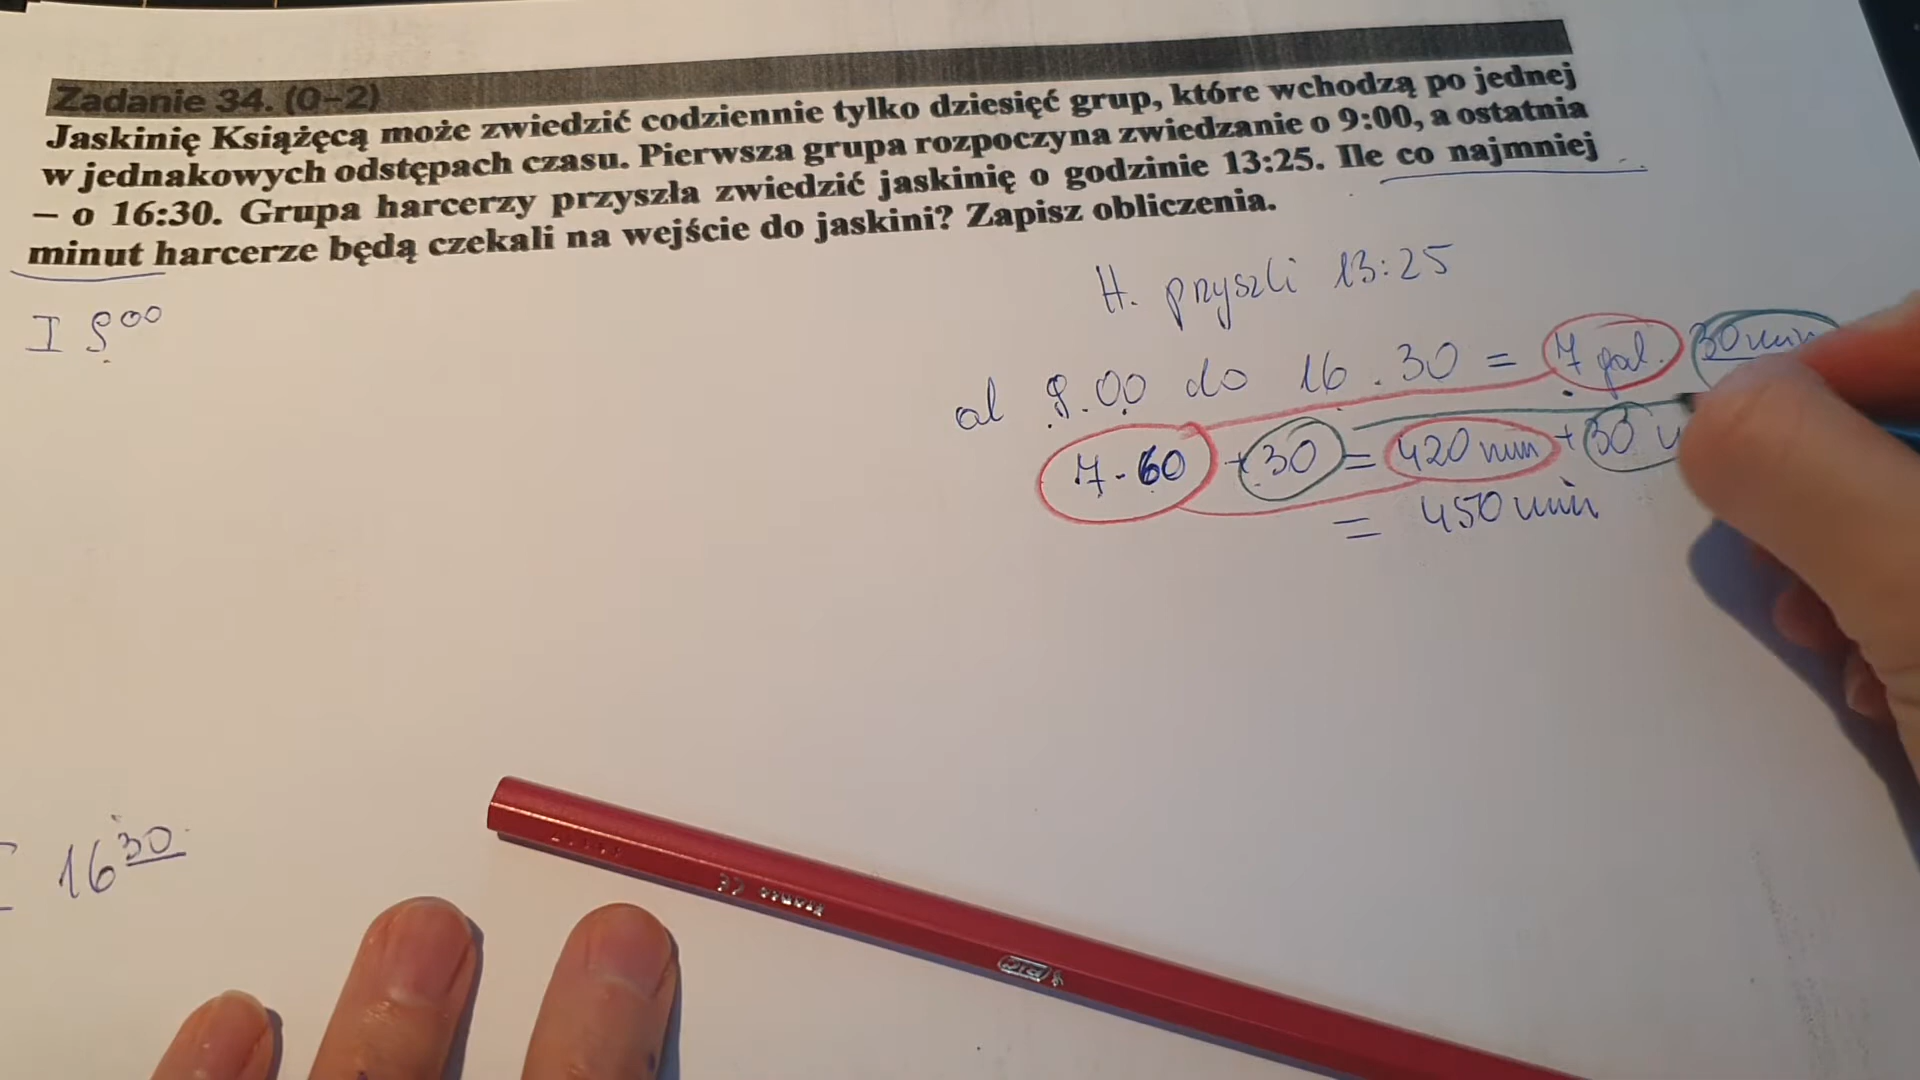 Zadanie 34. (0–2)
Jaskinię Książęcą może zwiedzić codziennie tylko dziesięć grup, które wchodzą po jednej
w jednakowych odstępach czasu. Pierwsza grupa rozpoczyna zwiedzanie o 9:00, a ostatnia
– o 16:30. Grupa harcerzy przyszła zwiedzić jaskinię o godzinie 13:25. Ile co najmniej
minut harcerze będą czekali na wejście do jaskini? Zapisz obliczenia.
H. przyszli 13:25
I 9⁰⁰
od 9.00 do 16.30 = 7 godz. 30 min
7·60 + 30 = 420 min + 30
= 450 min
16³⁰